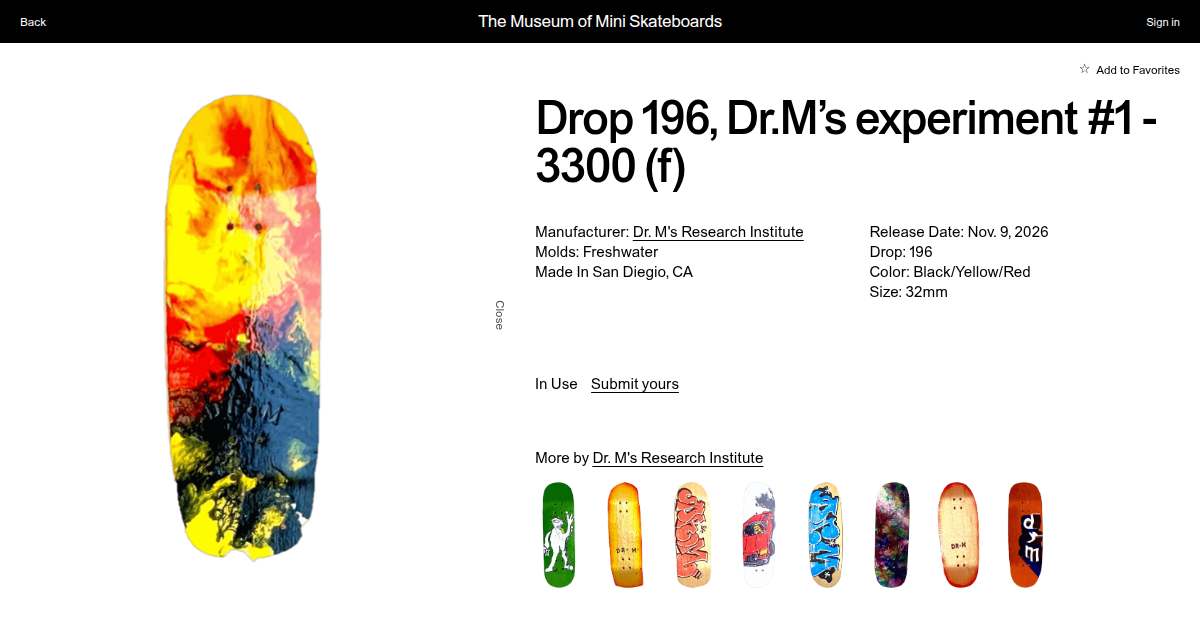 Back
The Museum of Mini Skateboards
Sign in
☆ Add to Favorites
Drop 196, Dr.M’s experiment #1 -
3300 (f)
Manufacturer: Dr. M's Research Institute
Molds: Freshwater
Made In San Diegio, CA
Release Date: Nov. 9, 2026
Drop: 196
Color: Black/Yellow/Red
Size: 32mm
Close
In Use Submit yours
More by Dr. M's Research Institute
DR-M
DR-M